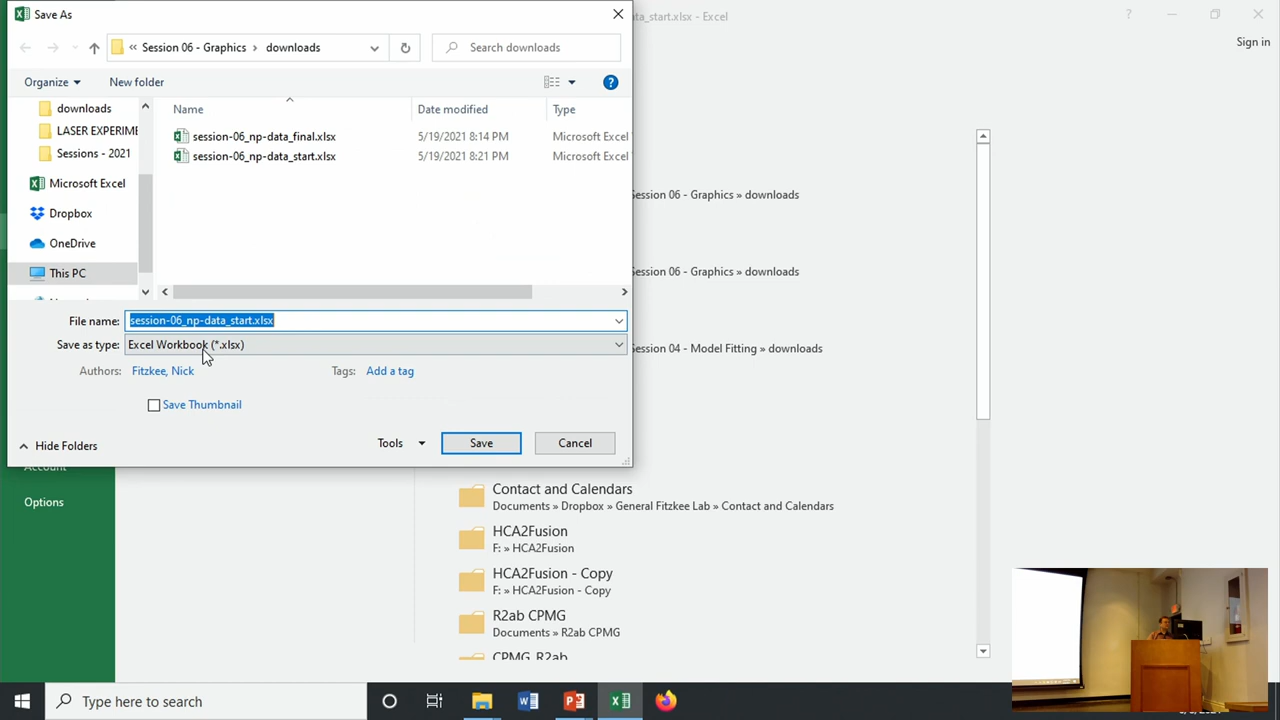 Save As
ta_start.xlsx - Excel
?
Sign in
« Session 06 - Graphics › downloads
Search downloads
Organize
New folder
?
downloads
LASER EXPERIME
Sessions - 2021
Microsoft Excel
Dropbox
OneDrive
This PC
Name
Date modified
Type
session-06_np-data_final.xlsx
5/19/2021 8:14 PM
Microsoft Excel
session-06_np-data_start.xlsx
5/19/2021 8:21 PM
Microsoft Excel
File name:
session-06_np-data_start.xlsx
Save as type:
Excel Workbook (*.xlsx)
Authors:
Fitzkee, Nick
Tags:
Add a tag
Save Thumbnail
Hide Folders
Tools
Save
Cancel
Session 06 - Graphics » downloads
Session 06 - Graphics » downloads
Session 04 - Model Fitting » downloads
Account
Options
Contact and Calendars
Documents » Dropbox » General Fitzkee Lab » Contact and Calendars
HCA2Fusion
F: » HCA2Fusion
HCA2Fusion - Copy
F: » HCA2Fusion - Copy
R2ab CPMG
Documents » R2ab CPMG
CPMG_R2ab
Type here to search